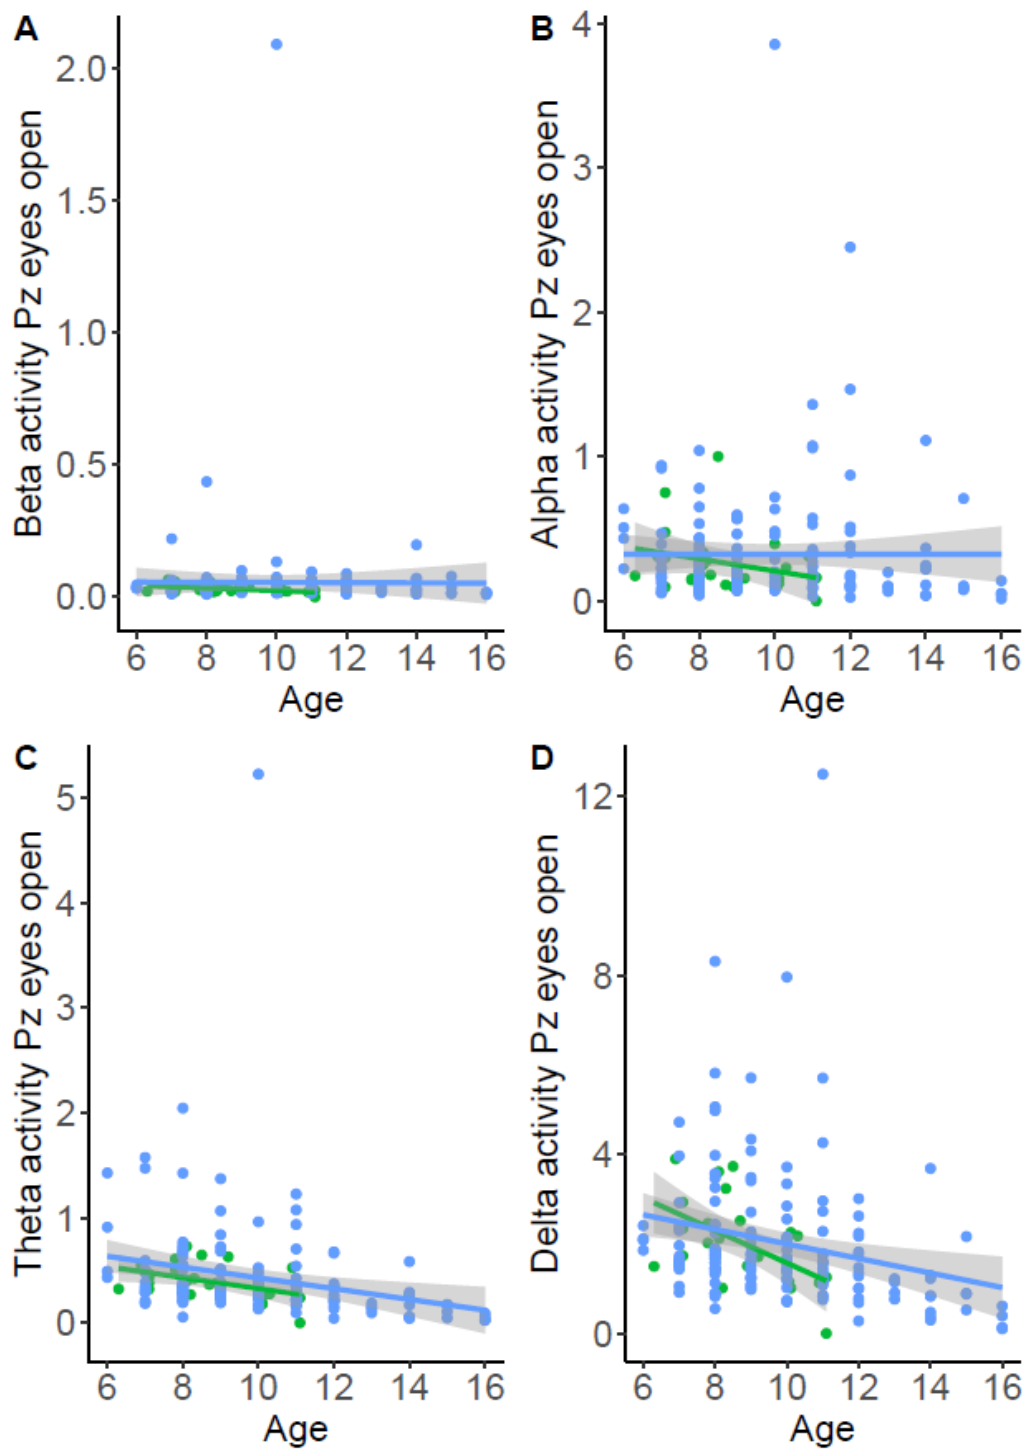 A
Beta activity Pz eyes open
2.0
1.5
1.0
0.5
0.0
6 8 10 12 14 16
Age
B
Alpha activity Pz eyes open
4
3
2
1
0
6 8 10 12 14 16
Age
C
Theta activity Pz eyes open
5
4
3
2
1
0
6 8 10 12 14 16
Age
D
Delta activity Pz eyes open
12
8
4
0
6 8 10 12 14 16
Age